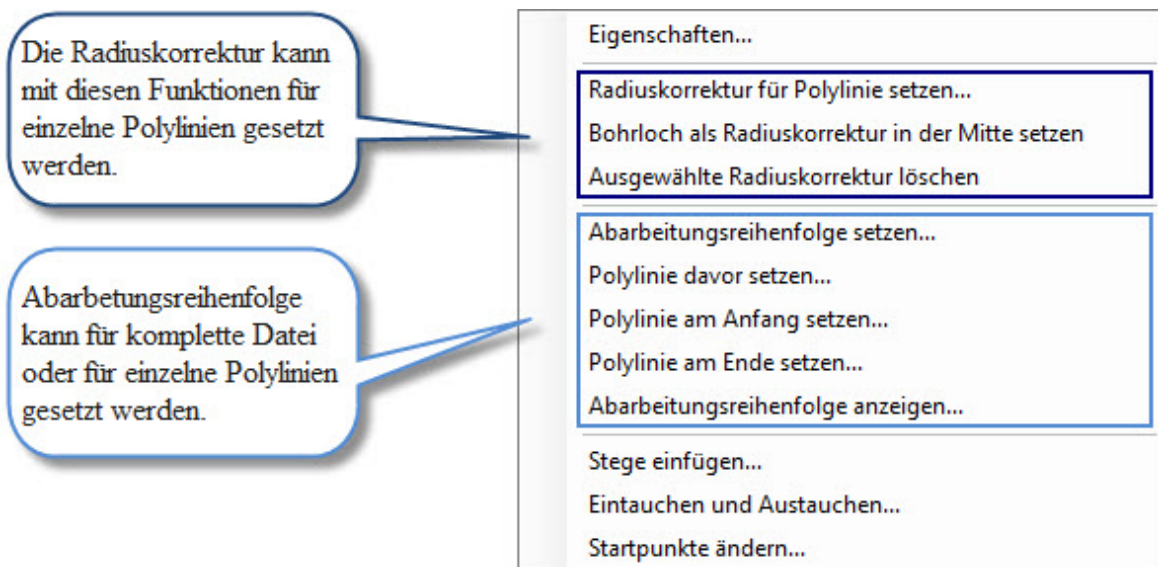 Die Radiuskorrektur kann
mit diesen Funktionen für
einzelne Polylinien gesetzt
werden.
Abarbetungsreihenfolge
kann für komplette Datei
oder für einzelne Polylinien
gesetzt werden.
Eigenschaften...
Radiuskorrektur für Polylinie setzen...
Bohrloch als Radiuskorrektur in der Mitte setzen
Ausgewählte Radiuskorrektur löschen
Abarbeitungsreihenfolge setzen...
Polylinie davor setzen...
Polylinie am Anfang setzen...
Polylinie am Ende setzen...
Abarbeitungsreihenfolge anzeigen...
Stege einfügen...
Eintauchen und Austauchen...
Startpunkte ändern...